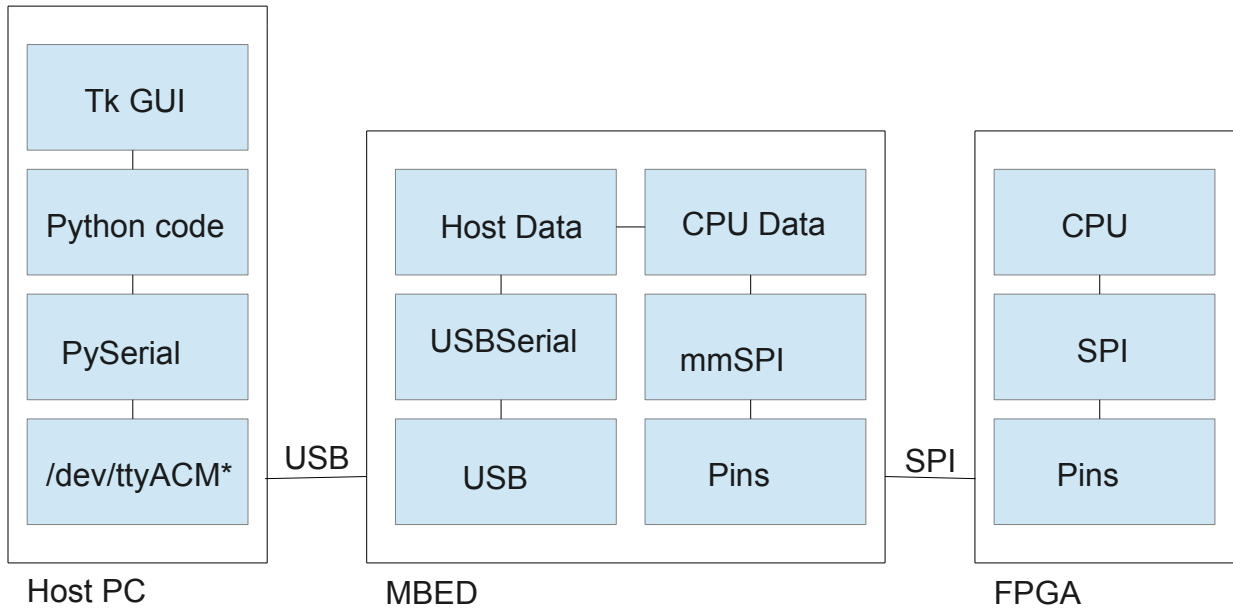 Tk GUI
Python code
PySerial
/dev/ttyACM*
Host PC
USB
Host Data
CPU Data
USBSerial
mmSPI
USB
Pins
MBED
SPI
CPU
SPI
Pins
FPGA